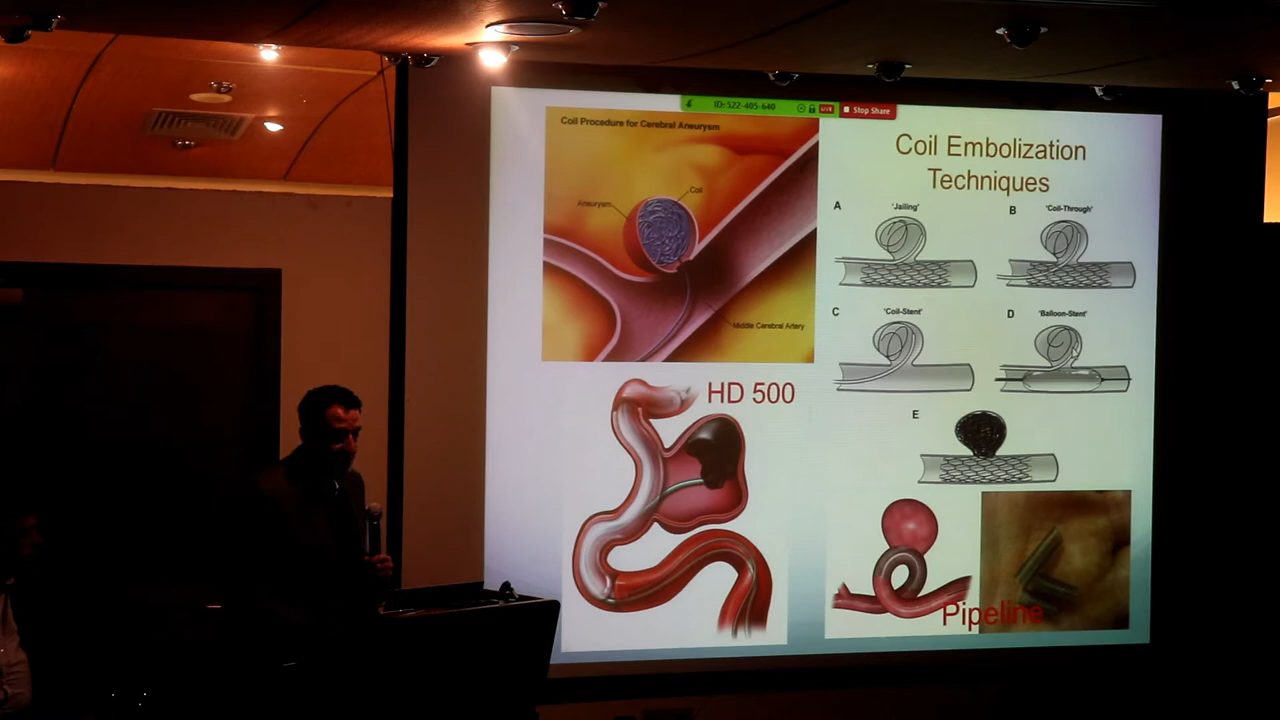 ID:522-405-640
LIVE
Stop Share
Coil Procedure for Cerebral Aneurysm
Coil
Aneurysm
Middle Cerebral Artery
HD 500
Coil Embolization
Techniques
A
'Jailing'
B
'Coil-Through'
C
'Coil-Stent'
D
'Balloon-Stent'
E
Pipeline